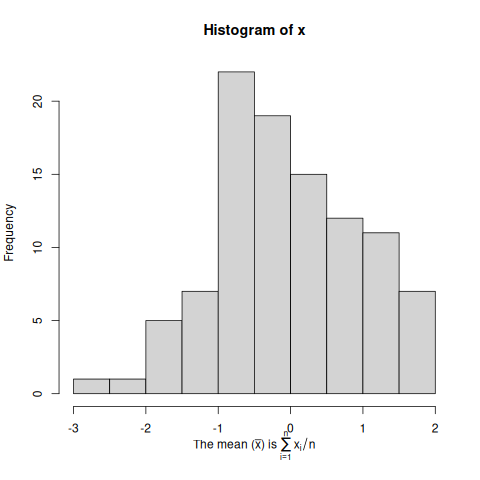 Histogram of x
Frequency
20
15
10
5
0
-3 -2 -1 0 1 2
The mean (x̅) is ∑ᵢ₌₁ⁿ xᵢ/n